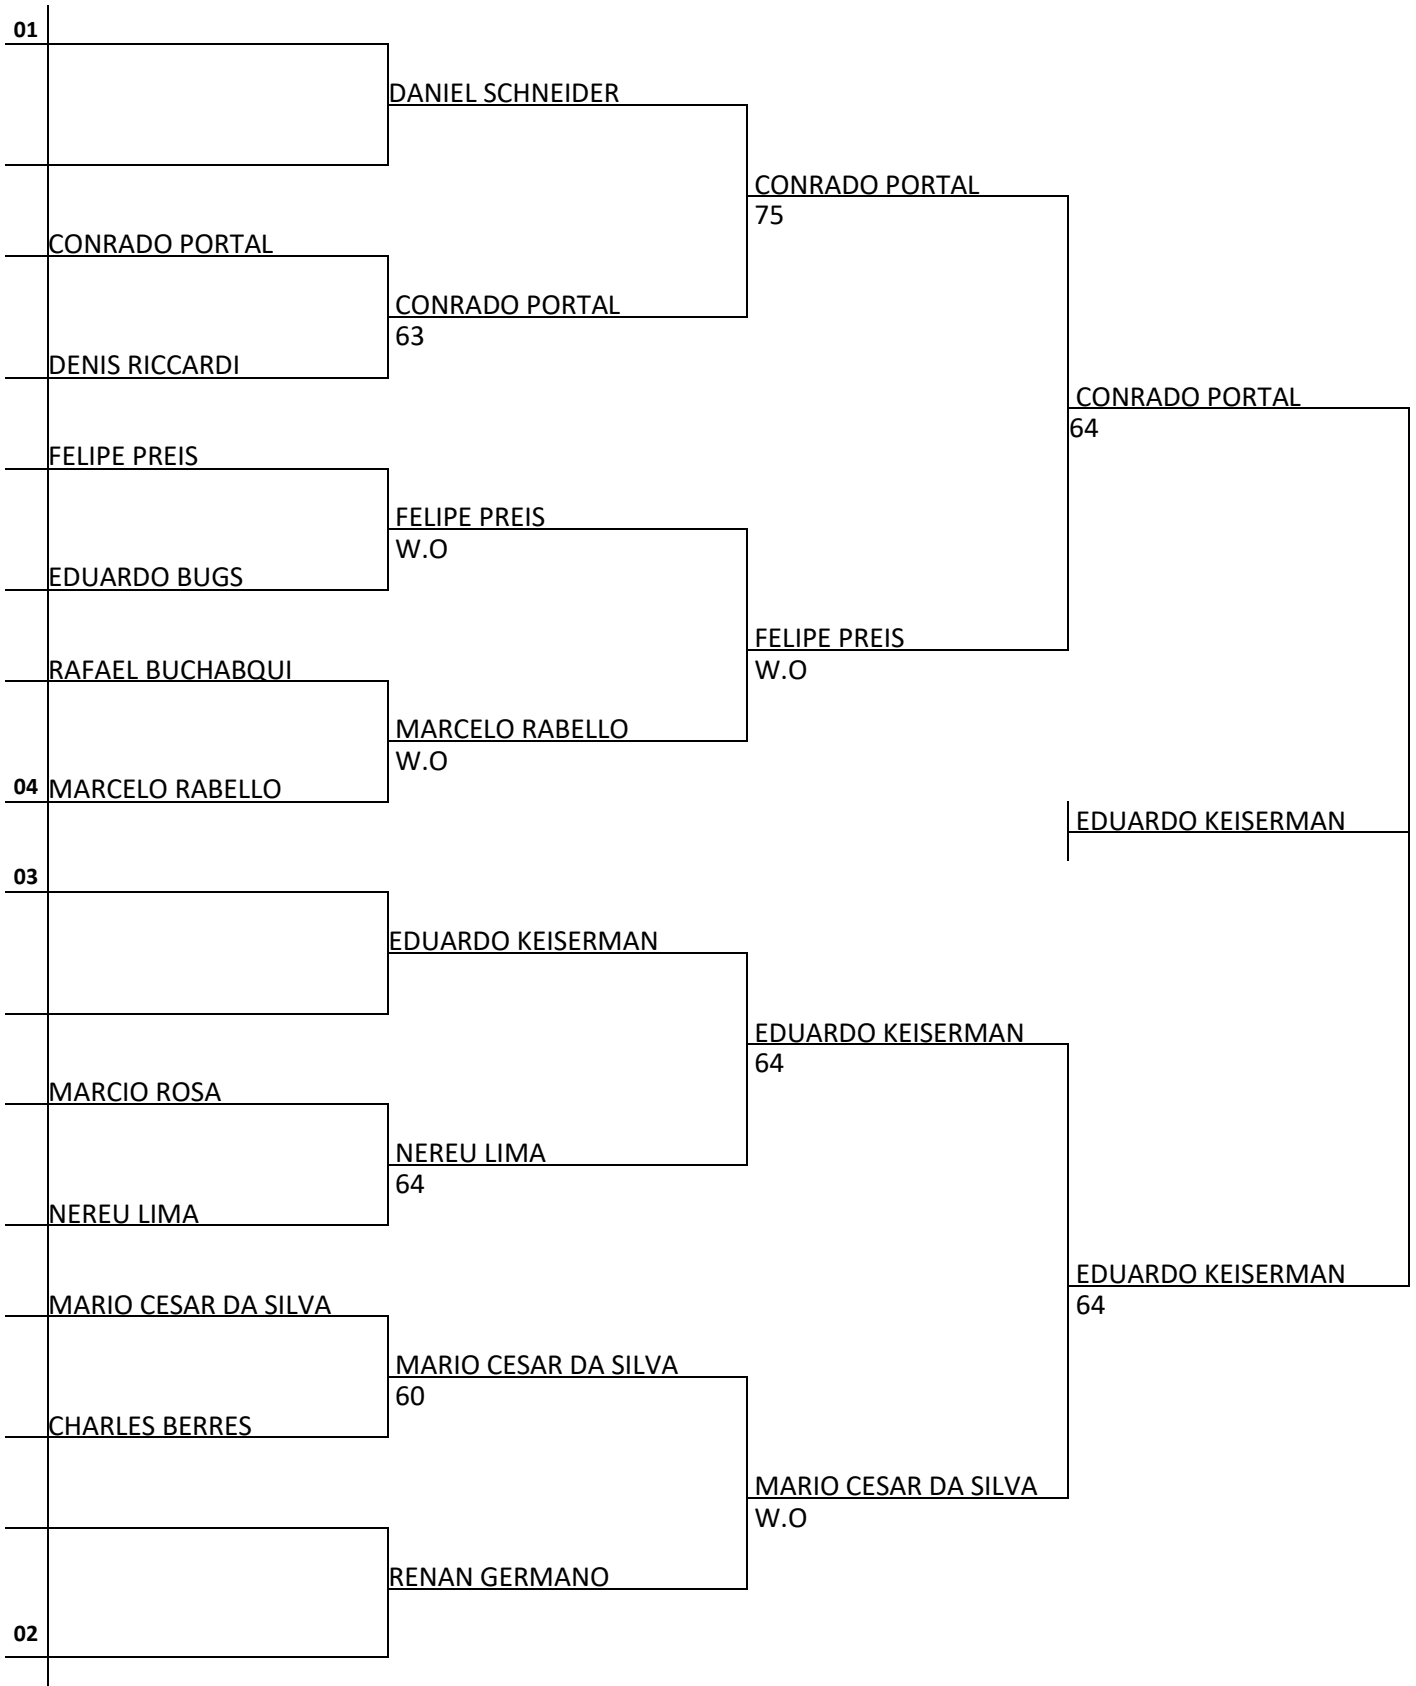 01
DANIEL SCHNEIDER
CONRADO PORTAL
75
CONRADO PORTAL
CONRADO PORTAL
63
DENIS RICCARDI
CONRADO PORTAL
64
FELIPE PREIS
FELIPE PREIS
W.O
EDUARDO BUGS
FELIPE PREIS
W.O
RAFAEL BUCHABQUI
MARCELO RABELLO
W.O
04 MARCELO RABELLO
EDUARDO KEISERMAN
03
EDUARDO KEISERMAN
EDUARDO KEISERMAN
64
MARCIO ROSA
NEREU LIMA
64
NEREU LIMA
EDUARDO KEISERMAN
64
MARIO CESAR DA SILVA
MARIO CESAR DA SILVA
60
CHARLES BERRES
MARIO CESAR DA SILVA
W.O
RENAN GERMANO
02